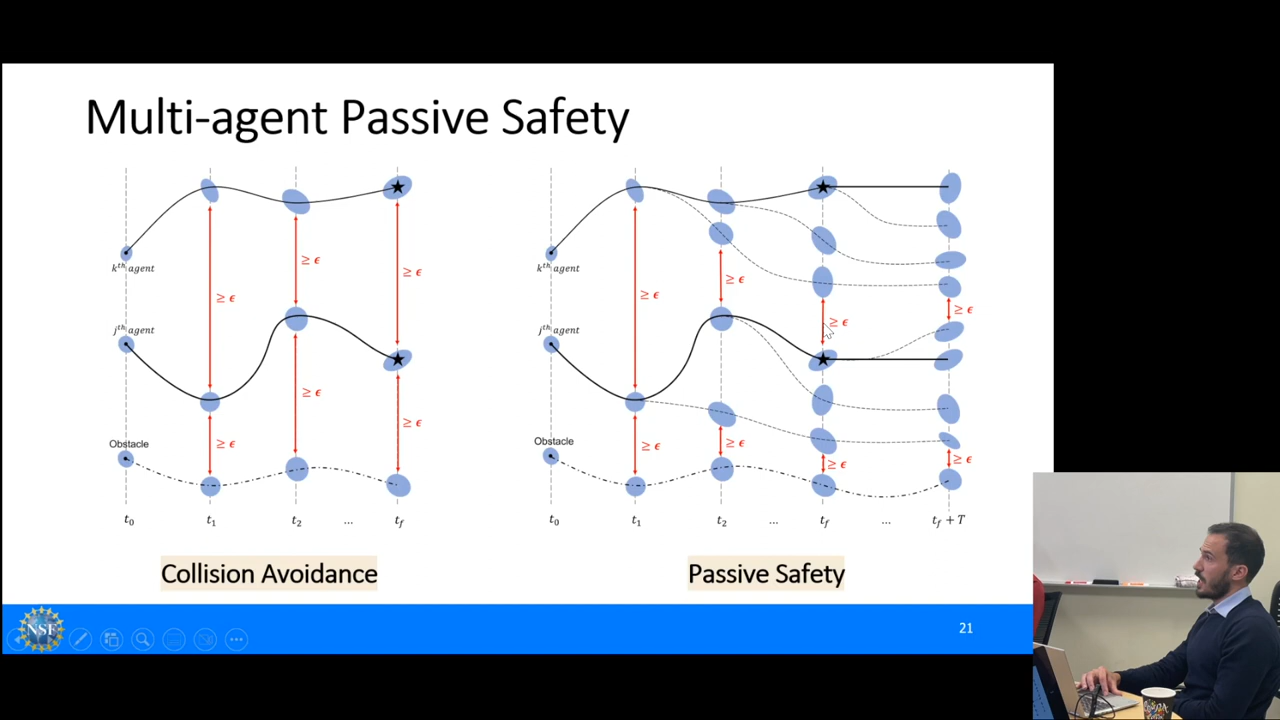 Multi-agent Passive Safety
k^th agent
≥ ϵ
≥ ϵ
≥ ϵ
j^th agent
≥ ϵ
≥ ϵ
≥ ϵ
Obstacle
t_0
t_1
t_2
...
t_f
Collision Avoidance
k^th agent
≥ ϵ
≥ ϵ
≥ ϵ
≥ ϵ
j^th agent
≥ ϵ
≥ ϵ
≥ ϵ
≥ ϵ
Obstacle
t_0
t_1
t_2
...
t_f
...
t_f + T
Passive Safety
NSF
21